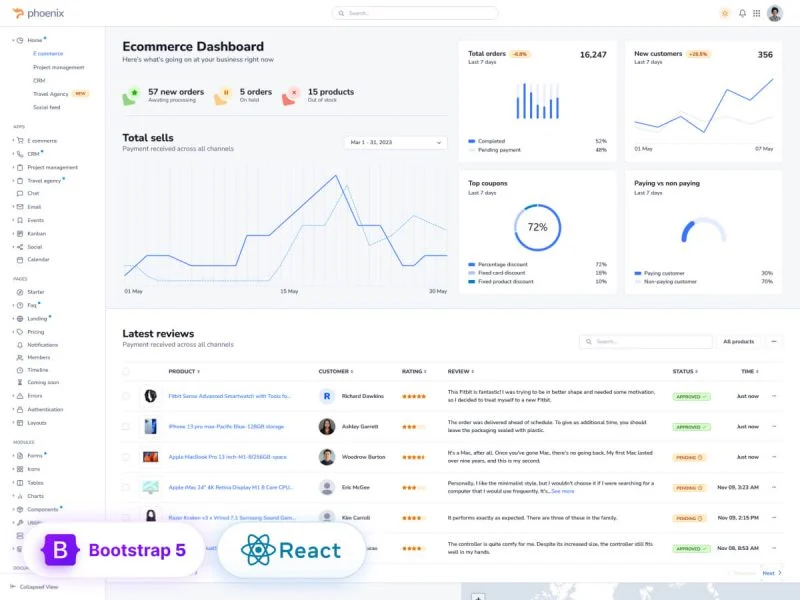 phoenix
Search...
Home
E commerce
Project management
CRM
Travel Agency NEW
Social feed
APPS
E commerce
CRM
Project management
Travel agency
Chat
Email
Events
Kanban
Social
Calendar
PAGES
Starter
Faq
Landing
Pricing
Notifications
Members
Timeline
Coming soon
Errors
Authentication
Layouts
MODULES
Forms
Icons
Tables
Charts
Components
Collapsed View
Ecommerce Dashboard
Here's what's going on at your business right now
57 new orders
Awaiting processing
5 orders
On hold
15 products
Out of stock
Total sells
Payment received across all channels
Mar 1 - 31, 2023
01 May
15 May
30 May
Total orders -6.8%
16,247
Last 7 days
Completed 52%
Pending payment 48%
New customers +26.5%
356
Last 7 days
01 May
07 May
Top coupons
Last 7 days
72%
Percentage discount 72%
Fixed card discount 18%
Fixed product discount 10%
Paying vs non paying
Last 7 days
Paying customer 30%
Non-paying customer 70%
Latest reviews
Payment received across all channels
Search...
All products
PRODUCT CUSTOMER RATING REVIEW STATUS TIME
Fitbit Sense Advanced Smartwatch with Tools fo...
R Richard Dawkins
This Fitbit is fantastic! I was trying to be in better shape and needed some motivation,
so I decided to treat myself to a new Fitbit.
APPROVED
Just now
iPhone 13 pro max-Pacific Blue-128GB storage
Ashley Garrett
The order was delivered ahead of schedule. To give us additional time, you should
leave the packaging sealed with plastic.
APPROVED
Just now
Apple MacBook Pro 13 inch-M1-8/256GB-space
Woodrow Burton
It's a Mac, after all. Once you've gone Mac, there's no going back. My first Mac lasted
over nine years, and this is my second.
PENDING
Just now
Apple iMac 24" 4K Retina Display M1 8 Core CPU...
Eric McGee
Personally, I like the minimalist style, but I wouldn't choose it if I were searching for a
computer that I would use frequently. It's...See more
PENDING
Nov 09, 3:23 AM
Razer Kraken v3 x Wired 7.1 Surround Sound Gam...
Kim Carroll
It performs exactly as expected. There are three of these in the family.
PENDING
Nov 09, 2:15 PM
The controller is quite comfy for me. Despite its increased size, the controller still fits
well in my hands.
APPROVED
Nov 08, 8:53 AM
Next
B Bootstrap 5
React